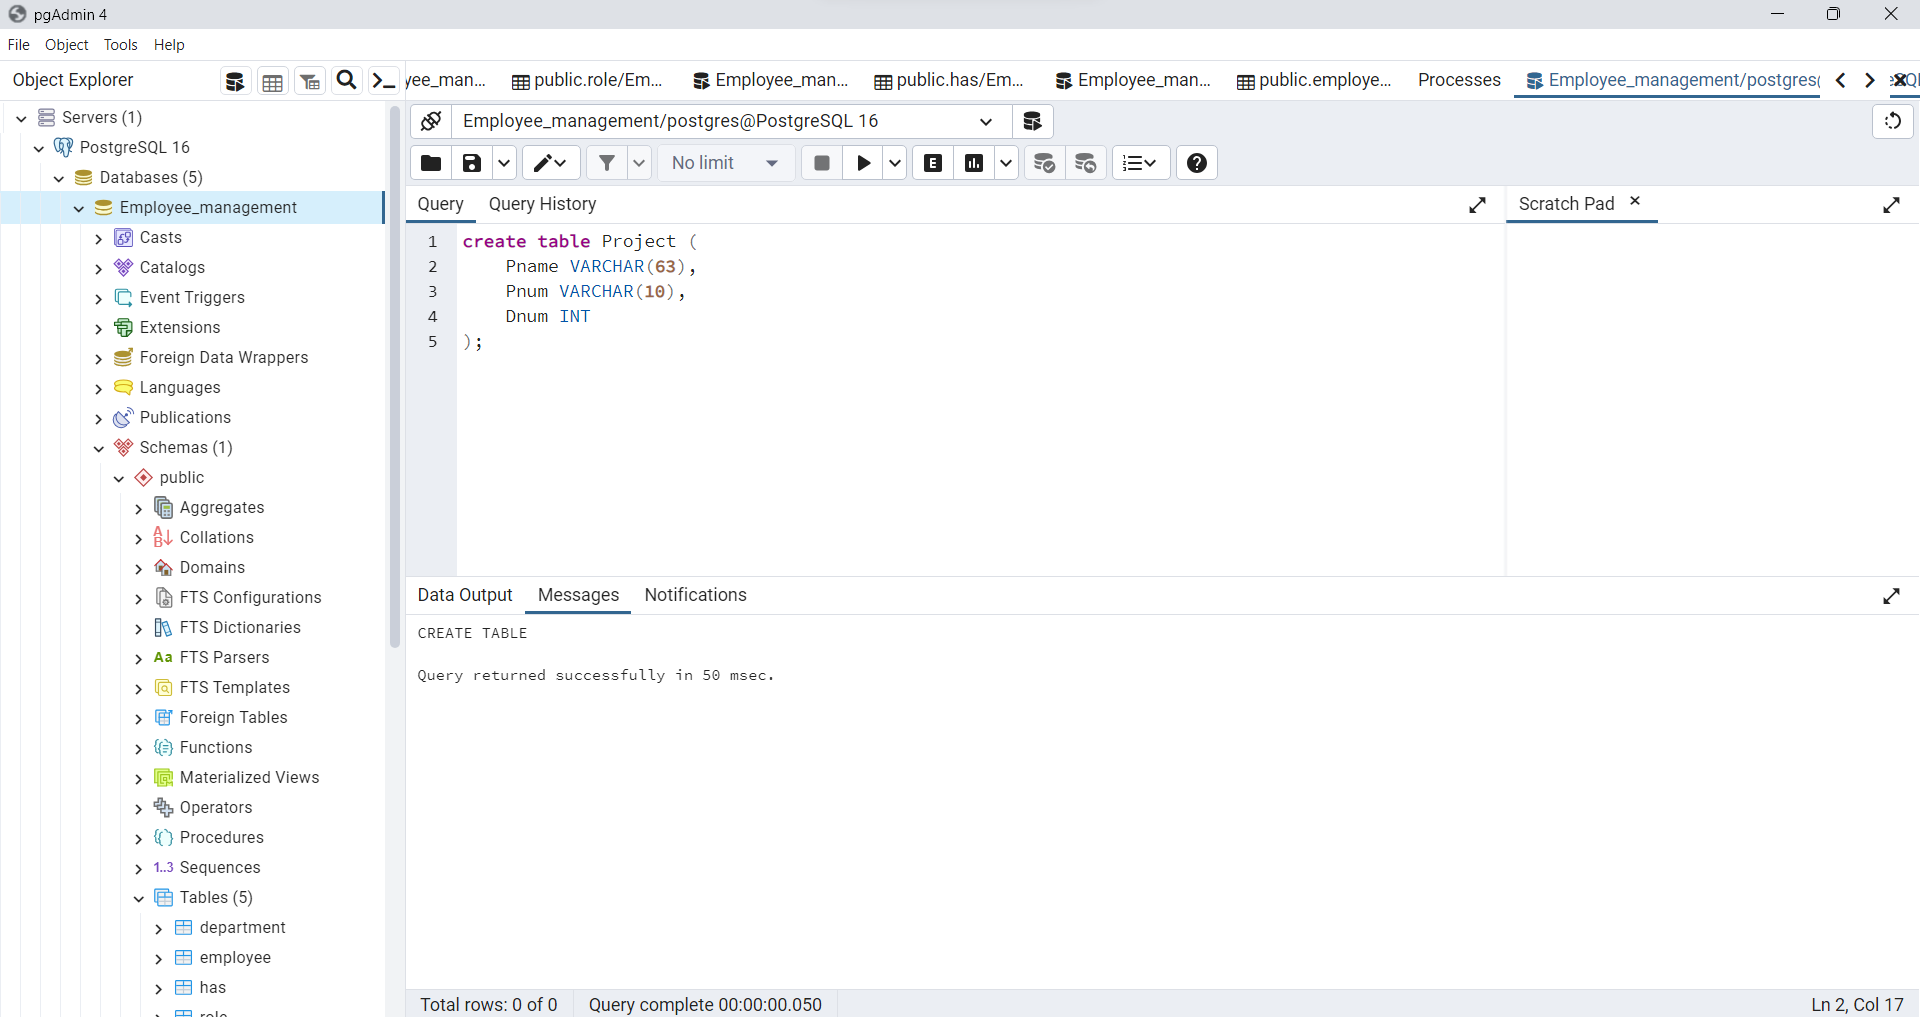 pgAdmin 4
File Object Tools Help
Object Explorer
yee_man... public.role/Em... Employee_man... public.has/Em... Employee_man... public.employe... Processes Employee_management/postgres
Employee_management/postgres@PostgreSQL 16
No limit
E
Query Query History
Scratch Pad
1 create table Project (
2 Pname VARCHAR(63),
3 Pnum VARCHAR(10),
4 Dnum INT
5 );
Servers (1)
PostgreSQL 16
Databases (5)
Employee_management
Casts
Catalogs
Event Triggers
Extensions
Foreign Data Wrappers
Languages
Publications
Schemas (1)
public
Aggregates
Collations
Domains
FTS Configurations
FTS Dictionaries
Aa FTS Parsers
FTS Templates
Foreign Tables
Functions
Materialized Views
Operators
Procedures
1..3 Sequences
Tables (5)
department
employee
has
role
Data Output Messages Notifications
CREATE TABLE
Query returned successfully in 50 msec.
Total rows: 0 of 0 Query complete 00:00:00.050
Ln 2, Col 17